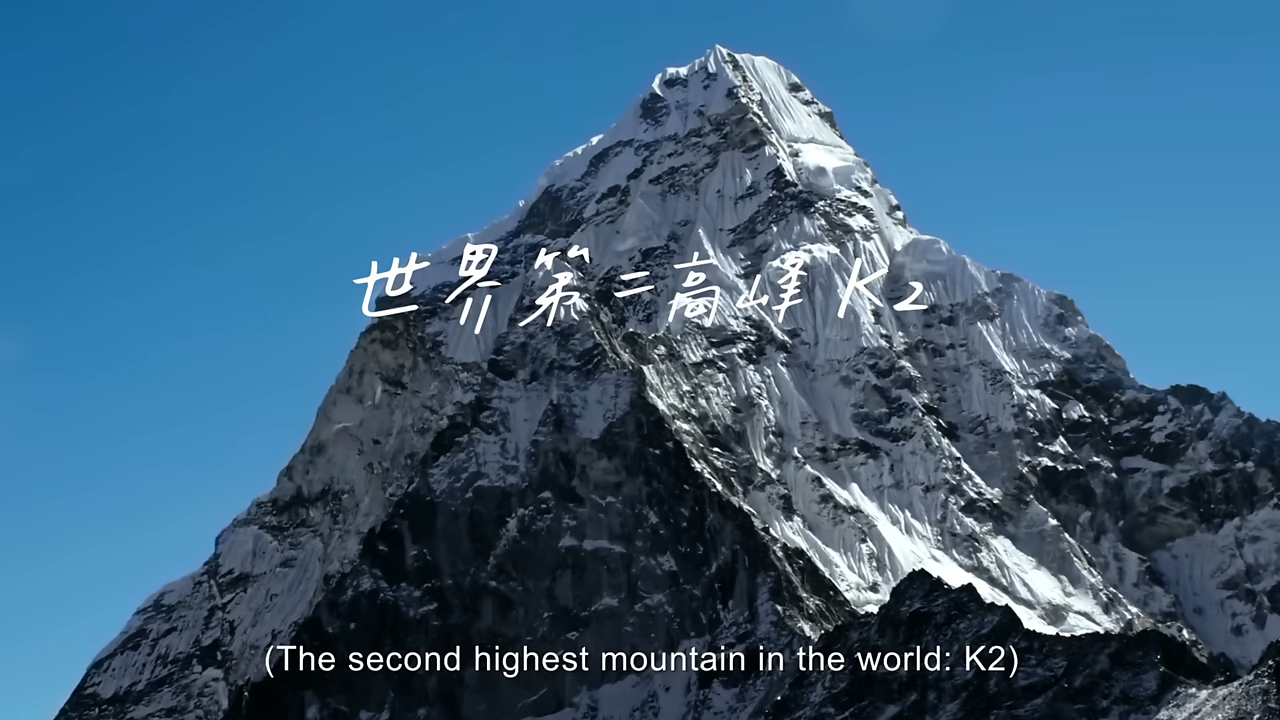 世界第二高峰 K2
(The second highest mountain in the world: K2)